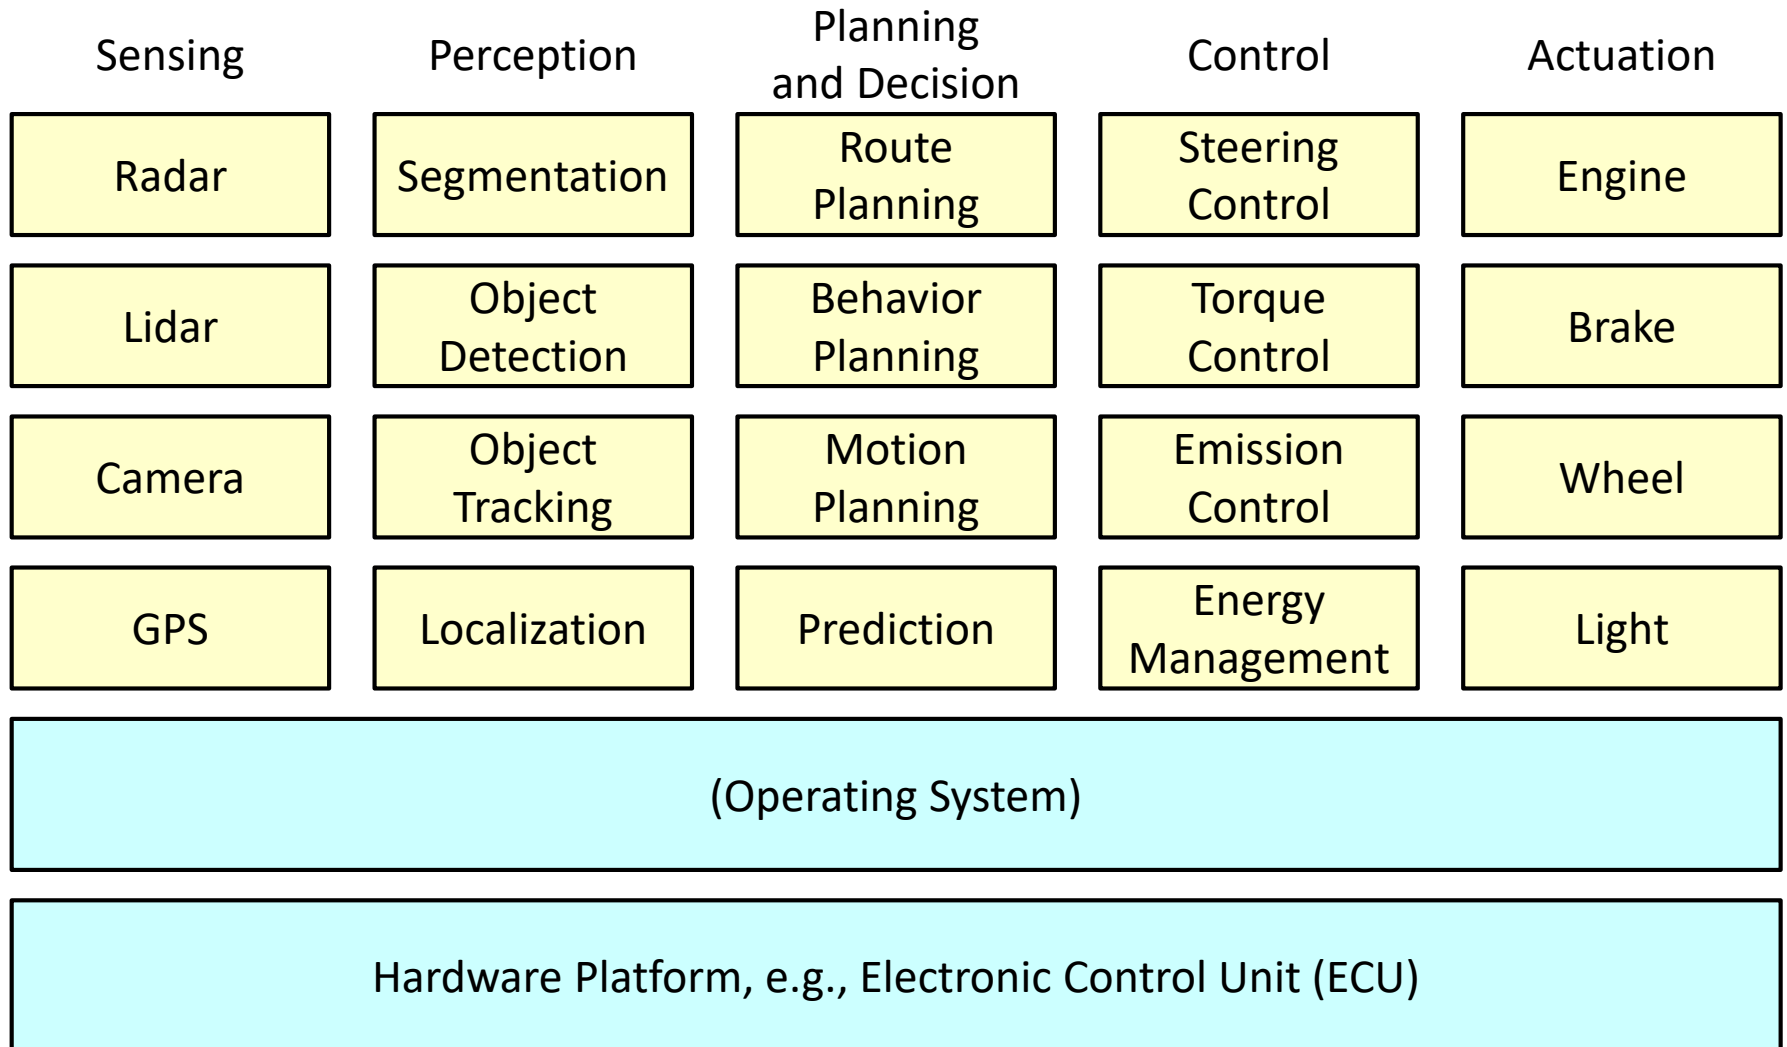 Sensing
Perception
Planning
and Decision
Control
Actuation
Radar
Segmentation
Route
Planning
Steering
Control
Engine
Lidar
Object
Detection
Behavior
Planning
Torque
Control
Brake
Camera
Object
Tracking
Motion
Planning
Emission
Control
Wheel
GPS
Localization
Prediction
Energy
Management
Light
(Operating System)
Hardware Platform, e.g., Electronic Control Unit (ECU)